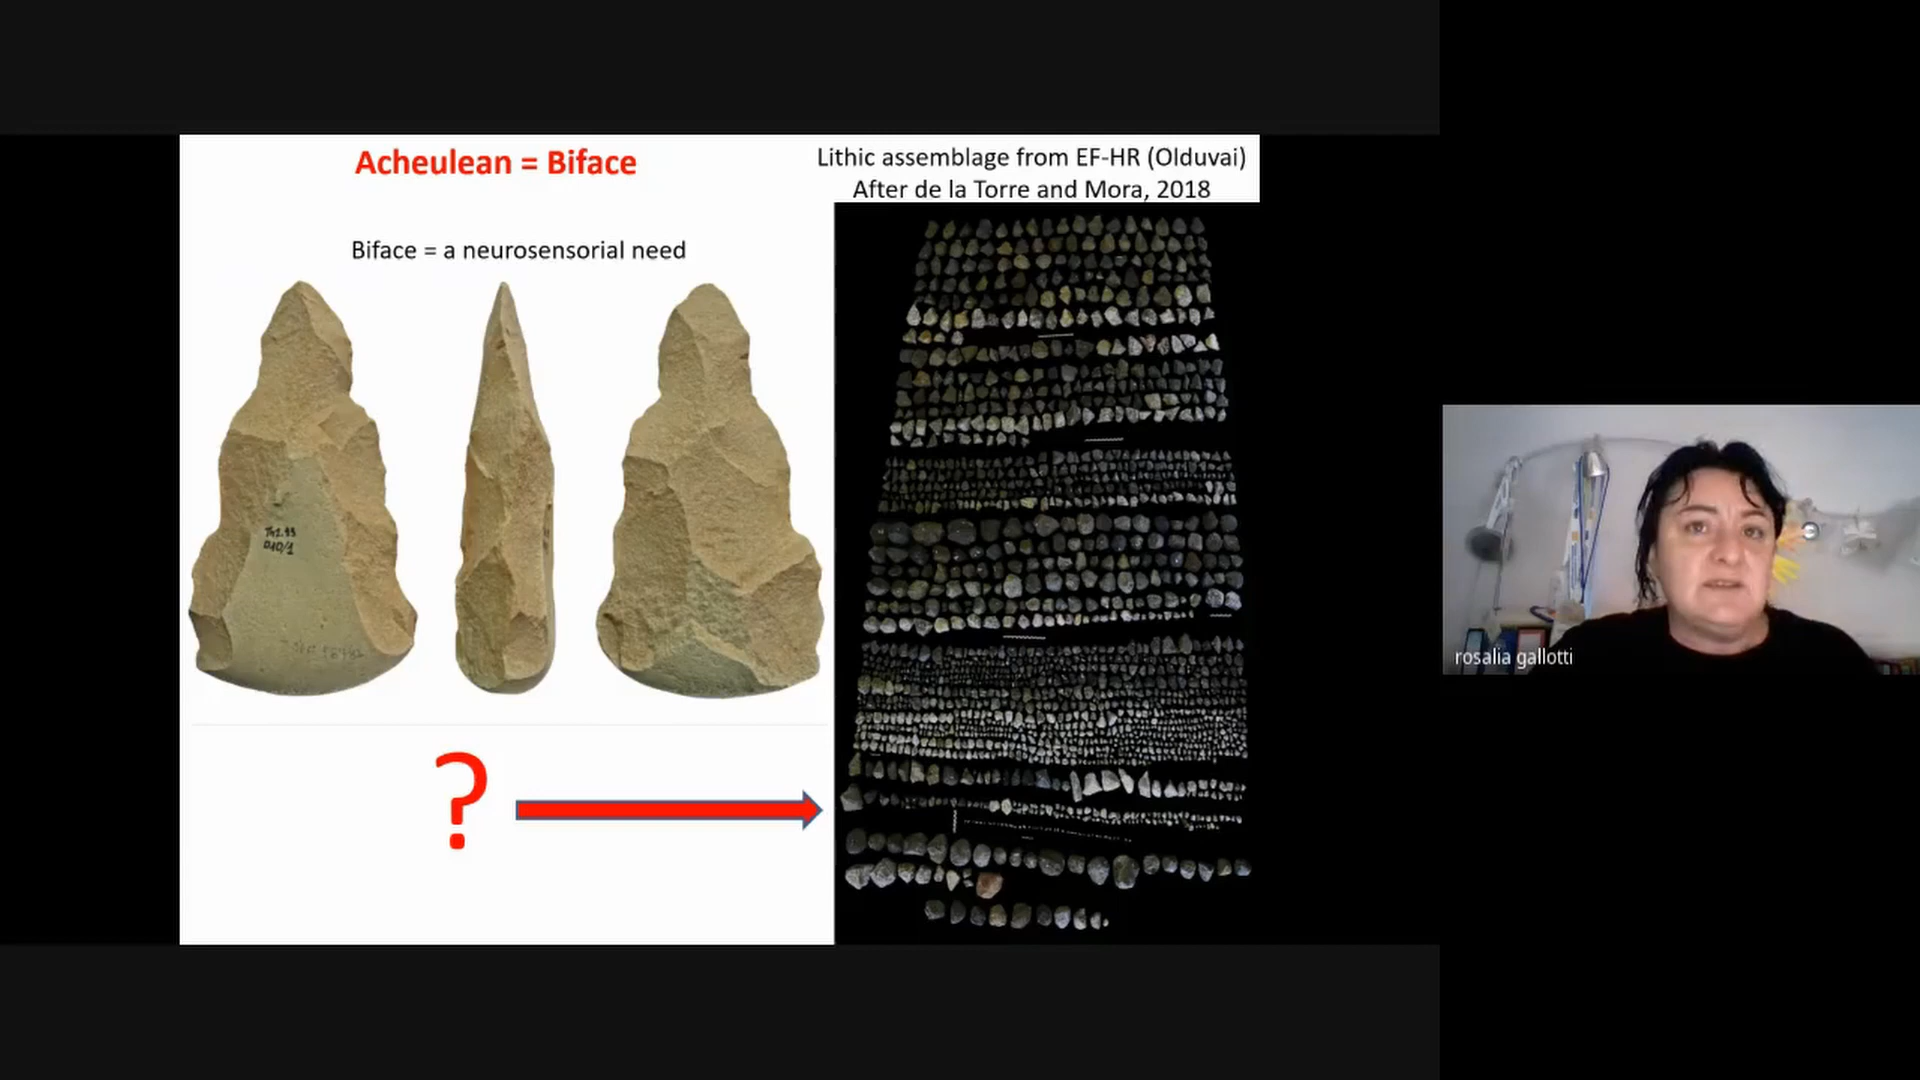 Acheulean = Biface
Biface = a neurosensorial need
?
Lithic assemblage from EF-HR (Olduvai)
After de la Torre and Mora, 2018
rosalia gallotti